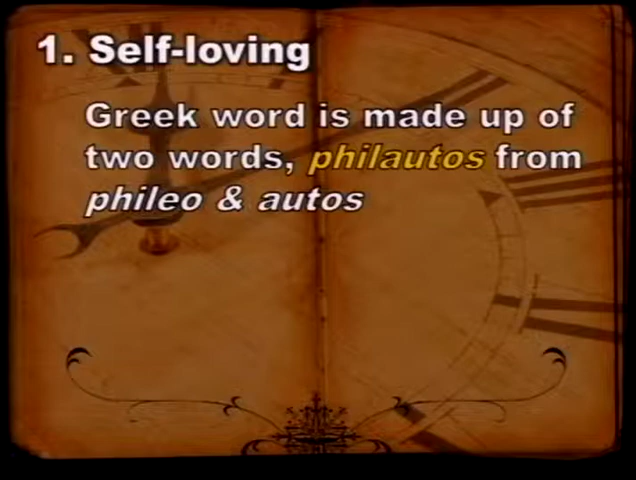 1. Self-loving
Greek word is made up of
two words, philautos from
phileo & autos